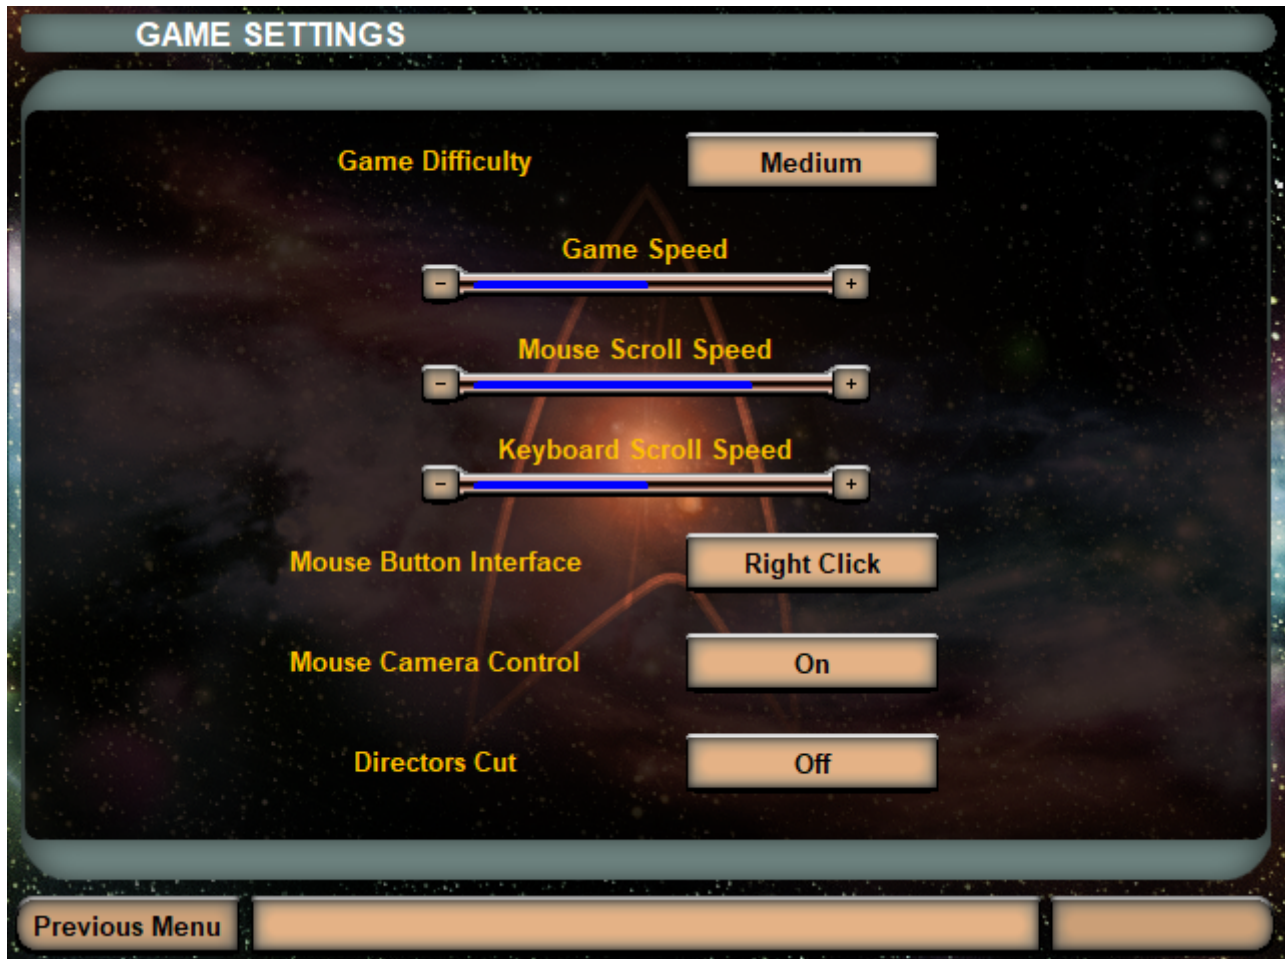 GAME SETTINGS
Game Difficulty
Medium
Game Speed
-
+
Mouse Scroll Speed
-
+
Keyboard Scroll Speed
-
+
Mouse Button Interface
Right Click
Mouse Camera Control
On
Directors Cut
Off
Previous Menu